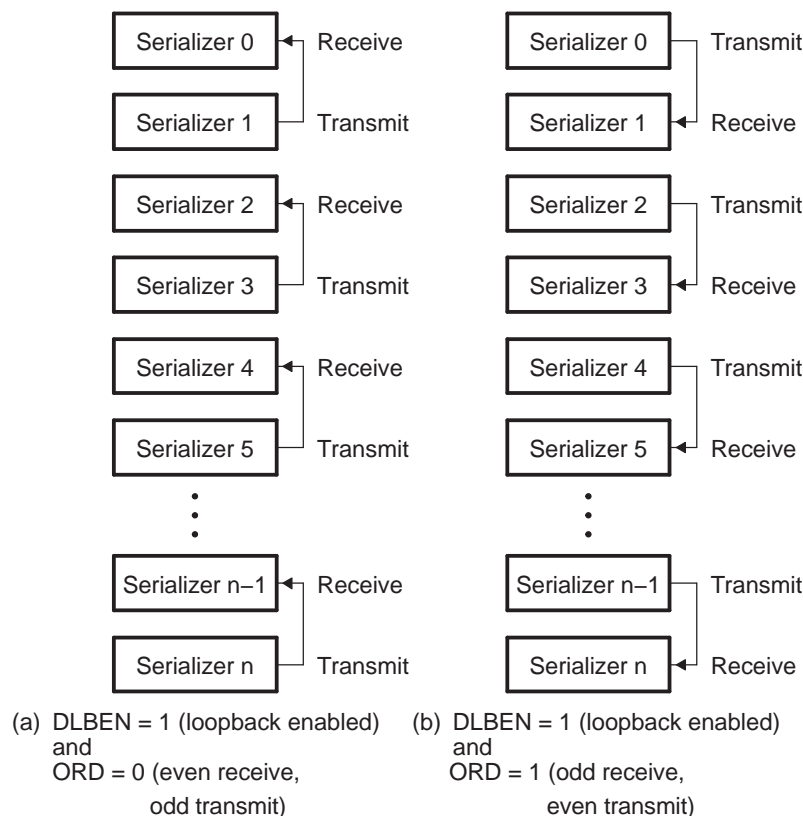 Serializer 0 Receive
Serializer 1 Transmit
Serializer 2 Receive
Serializer 3 Transmit
Serializer 4 Receive
Serializer 5 Transmit
Serializer n−1 Receive
Serializer n Transmit
(a) DLBEN = 1 (loopback enabled)
and
ORD = 0 (even receive,
odd transmit)
Serializer 0 Transmit
Serializer 1 Receive
Serializer 2 Transmit
Serializer 3 Receive
Serializer 4 Transmit
Serializer 5 Receive
Serializer n−1 Transmit
Serializer n Receive
(b) DLBEN = 1 (loopback enabled)
and
ORD = 1 (odd receive,
even transmit)